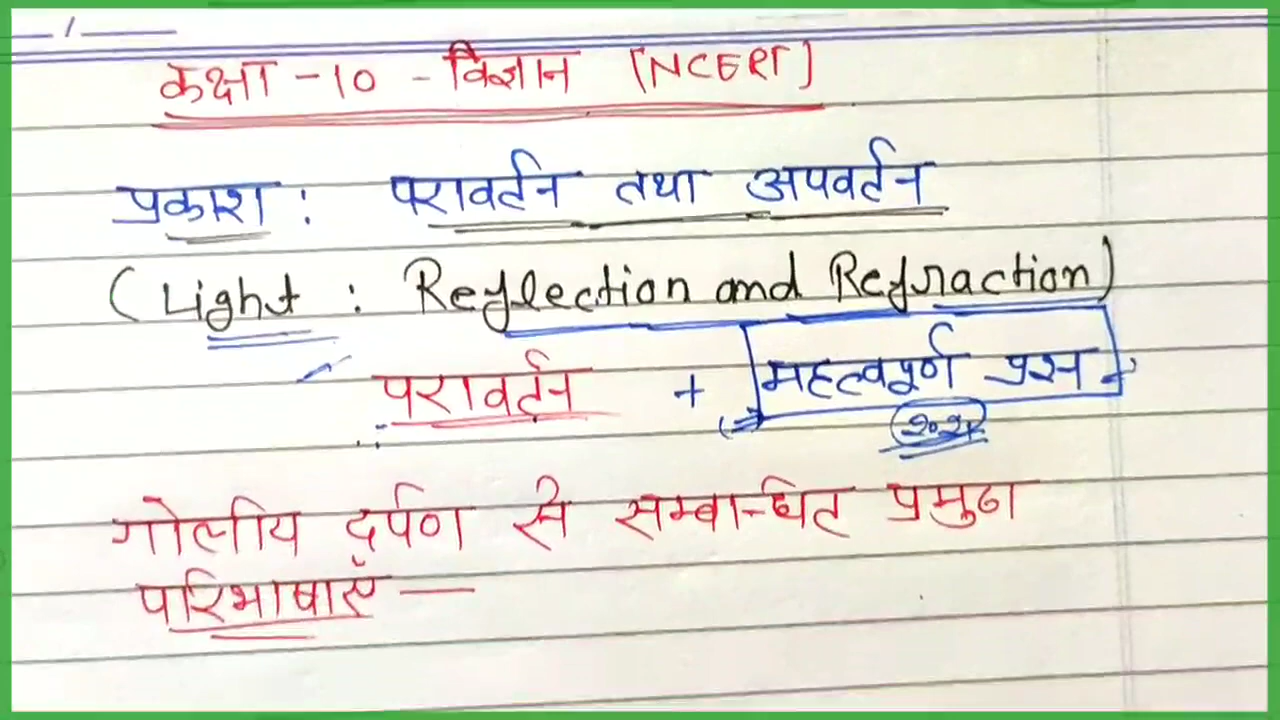 कक्षा - 10 - विज्ञान [NCERT]
प्रकाश : परावर्तन तथा अपवर्तन
(Light : Reflection and Refraction)
परावर्तन + महत्वपूर्ण प्रश्न
गोलीय दर्पण से सम्बन्धित प्रमुख
परिभाषाएँ —